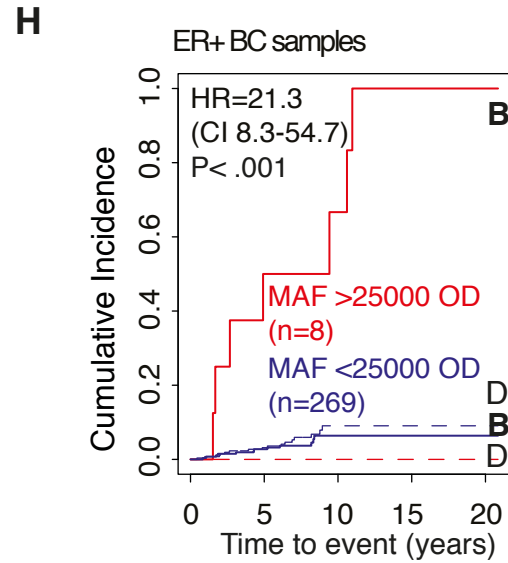 H
ER+ BC samples
HR=21.3
(CI 8.3-54.7)
P< .001
B
MAF >25000 OD
(n=8)
MAF <25000 OD
(n=269)
D
B
D
Cumulative Incidence
0.0 0.2 0.4 0.6 0.8 1.0
0 5 10 15 20
Time to event (years)